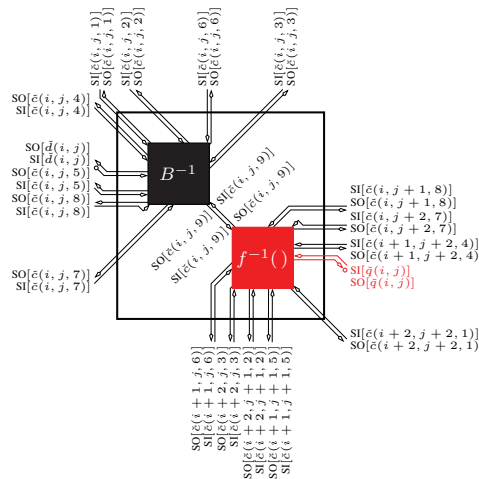 SI[c̄(i, j, 1)]
SO[c̄(i, j, 1)]
SI[c̄(i, j, 2)]
SO[c̄(i, j, 2)]
SI[c̄(i, j, 6)]
SO[c̄(i, j, 6)]
SI[c̄(i, j, 3)]
SO[c̄(i, j, 3)]
SO[c̄(i, j, 4)]
SI[c̄(i, j, 4)]
SO[d̄(i, j)]
SI[d̄(i, j)]
SO[c̄(i, j, 5)]
SI[c̄(i, j, 5)]
SO[c̄(i, j, 8)]
SI[c̄(i, j, 8)]
B⁻¹
SI[c̄(i, j, 9)]
SO[c̄(i, j, 9)]
SO[c̄(i, j, 9)]
SI[c̄(i, j, 9)]
f⁻¹()
SI[c̄(i, j + 1, 8)]
SO[c̄(i, j + 1, 8)]
SI[c̄(i, j + 2, 7)]
SO[c̄(i, j + 2, 7)]
SI[c̄(i + 1, j + 2, 4)]
SO[c̄(i + 1, j + 2, 4)]
SI[q̄(i, j)]
SO[q̄(i, j)]
SO[c̄(i, j, 7)]
SI[c̄(i, j, 7)]
SI[c̄(i + 2, j + 2, 1)]
SO[c̄(i + 2, j + 2, 1)]
SO[c̄(i + 1, j, 6)]
SI[c̄(i + 1, j, 6)]
SO[c̄(i + 2, j, 3)]
SI[c̄(i + 2, j, 3)]
SO[c̄(i + 2, j + 1, 2)]
SI[c̄(i + 2, j + 1, 2)]
SO[c̄(i + 1, j + 1, 5)]
SI[c̄(i + 1, j + 1, 5)]